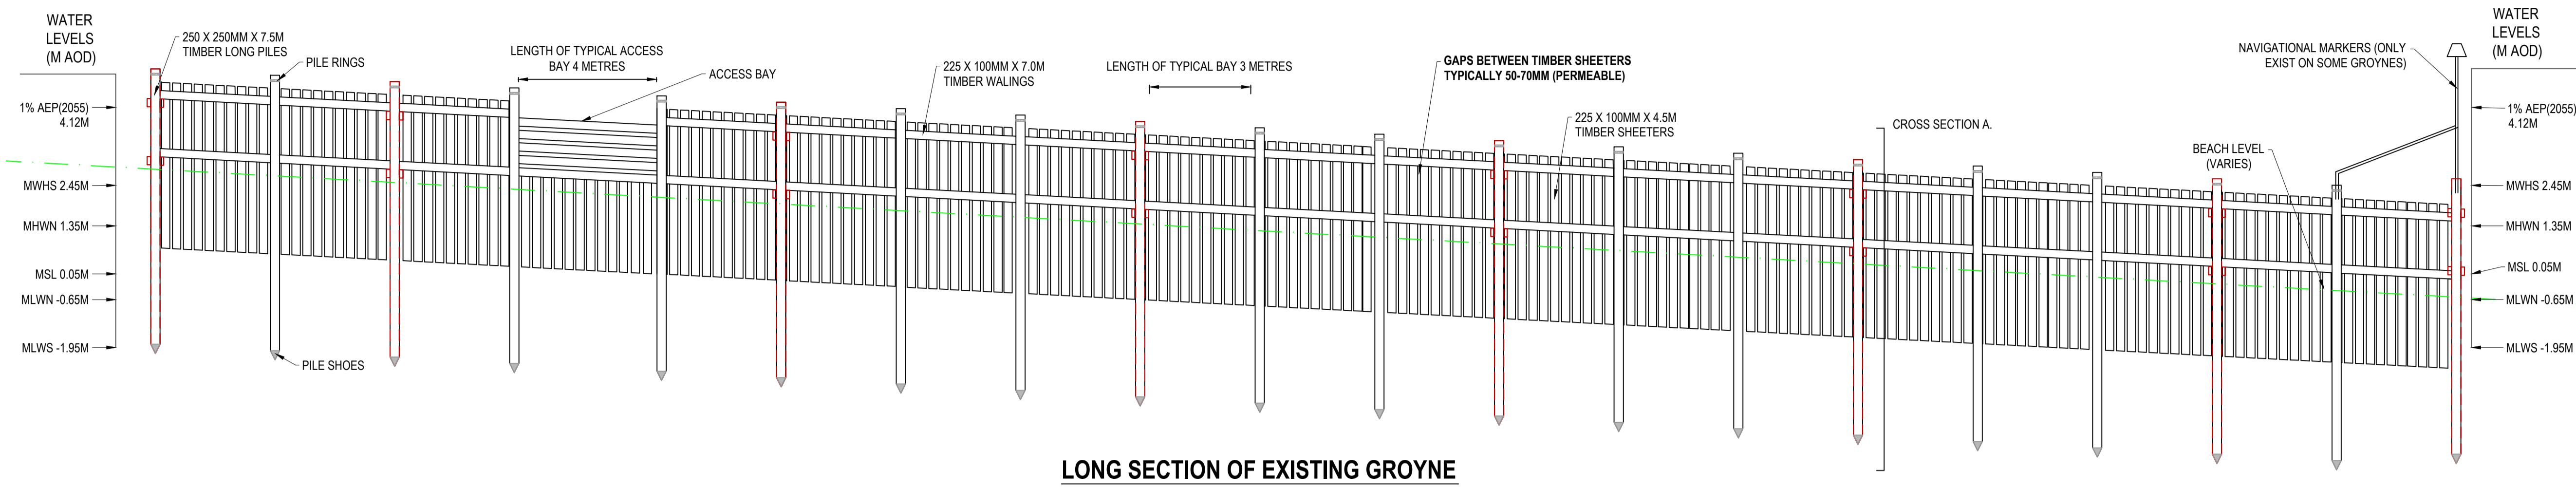 WATER
LEVELS
(M AOD)
1% AEP(2055)
4.12M
MWHS 2.45M
MHWN 1.35M
MSL 0.05M
MLWN -0.65M
MLWS -1.95M
250 X 250MM X 7.5M
TIMBER LONG PILES
PILE RINGS
PILE SHOES
LENGTH OF TYPICAL ACCESS
BAY 4 METRES
ACCESS BAY
225 X 100MM X 7.0M
TIMBER WALINGS
LENGTH OF TYPICAL BAY 3 METRES
GAPS BETWEEN TIMBER SHEETERS
TYPICALLY 50-70MM (PERMEABLE)
225 X 100MM X 4.5M
TIMBER SHEETERS
CROSS SECTION A.
BEACH LEVEL
(VARIES)
NAVIGATIONAL MARKERS (ONLY
EXIST ON SOME GROYNES)
WATER
LEVELS
(M AOD)
1% AEP(2055)
4.12M
MWHS 2.45M
MHWN 1.35M
MSL 0.05M
MLWN -0.65M
MLWS -1.95M
LONG SECTION OF EXISTING GROYNE